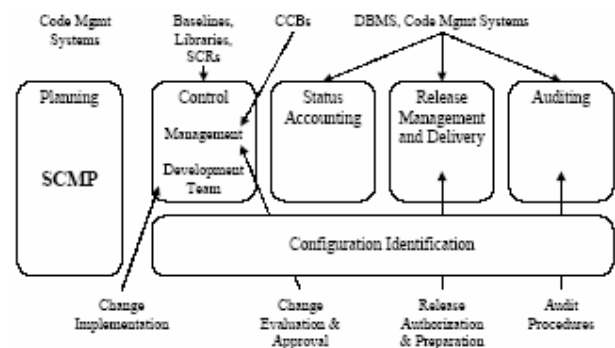 Code Mgmt Systems
Baselines, Libraries, SCRs
CCBs
DBMS, Code Mgmt Systems
Planning
SCMP
Control
Management
Development Team
Status Accounting
Release Management and Delivery
Auditing
Configuration Identification
Change Implementation
Change Evaluation & Approval
Release Authorization & Preparation
Audit Procedures